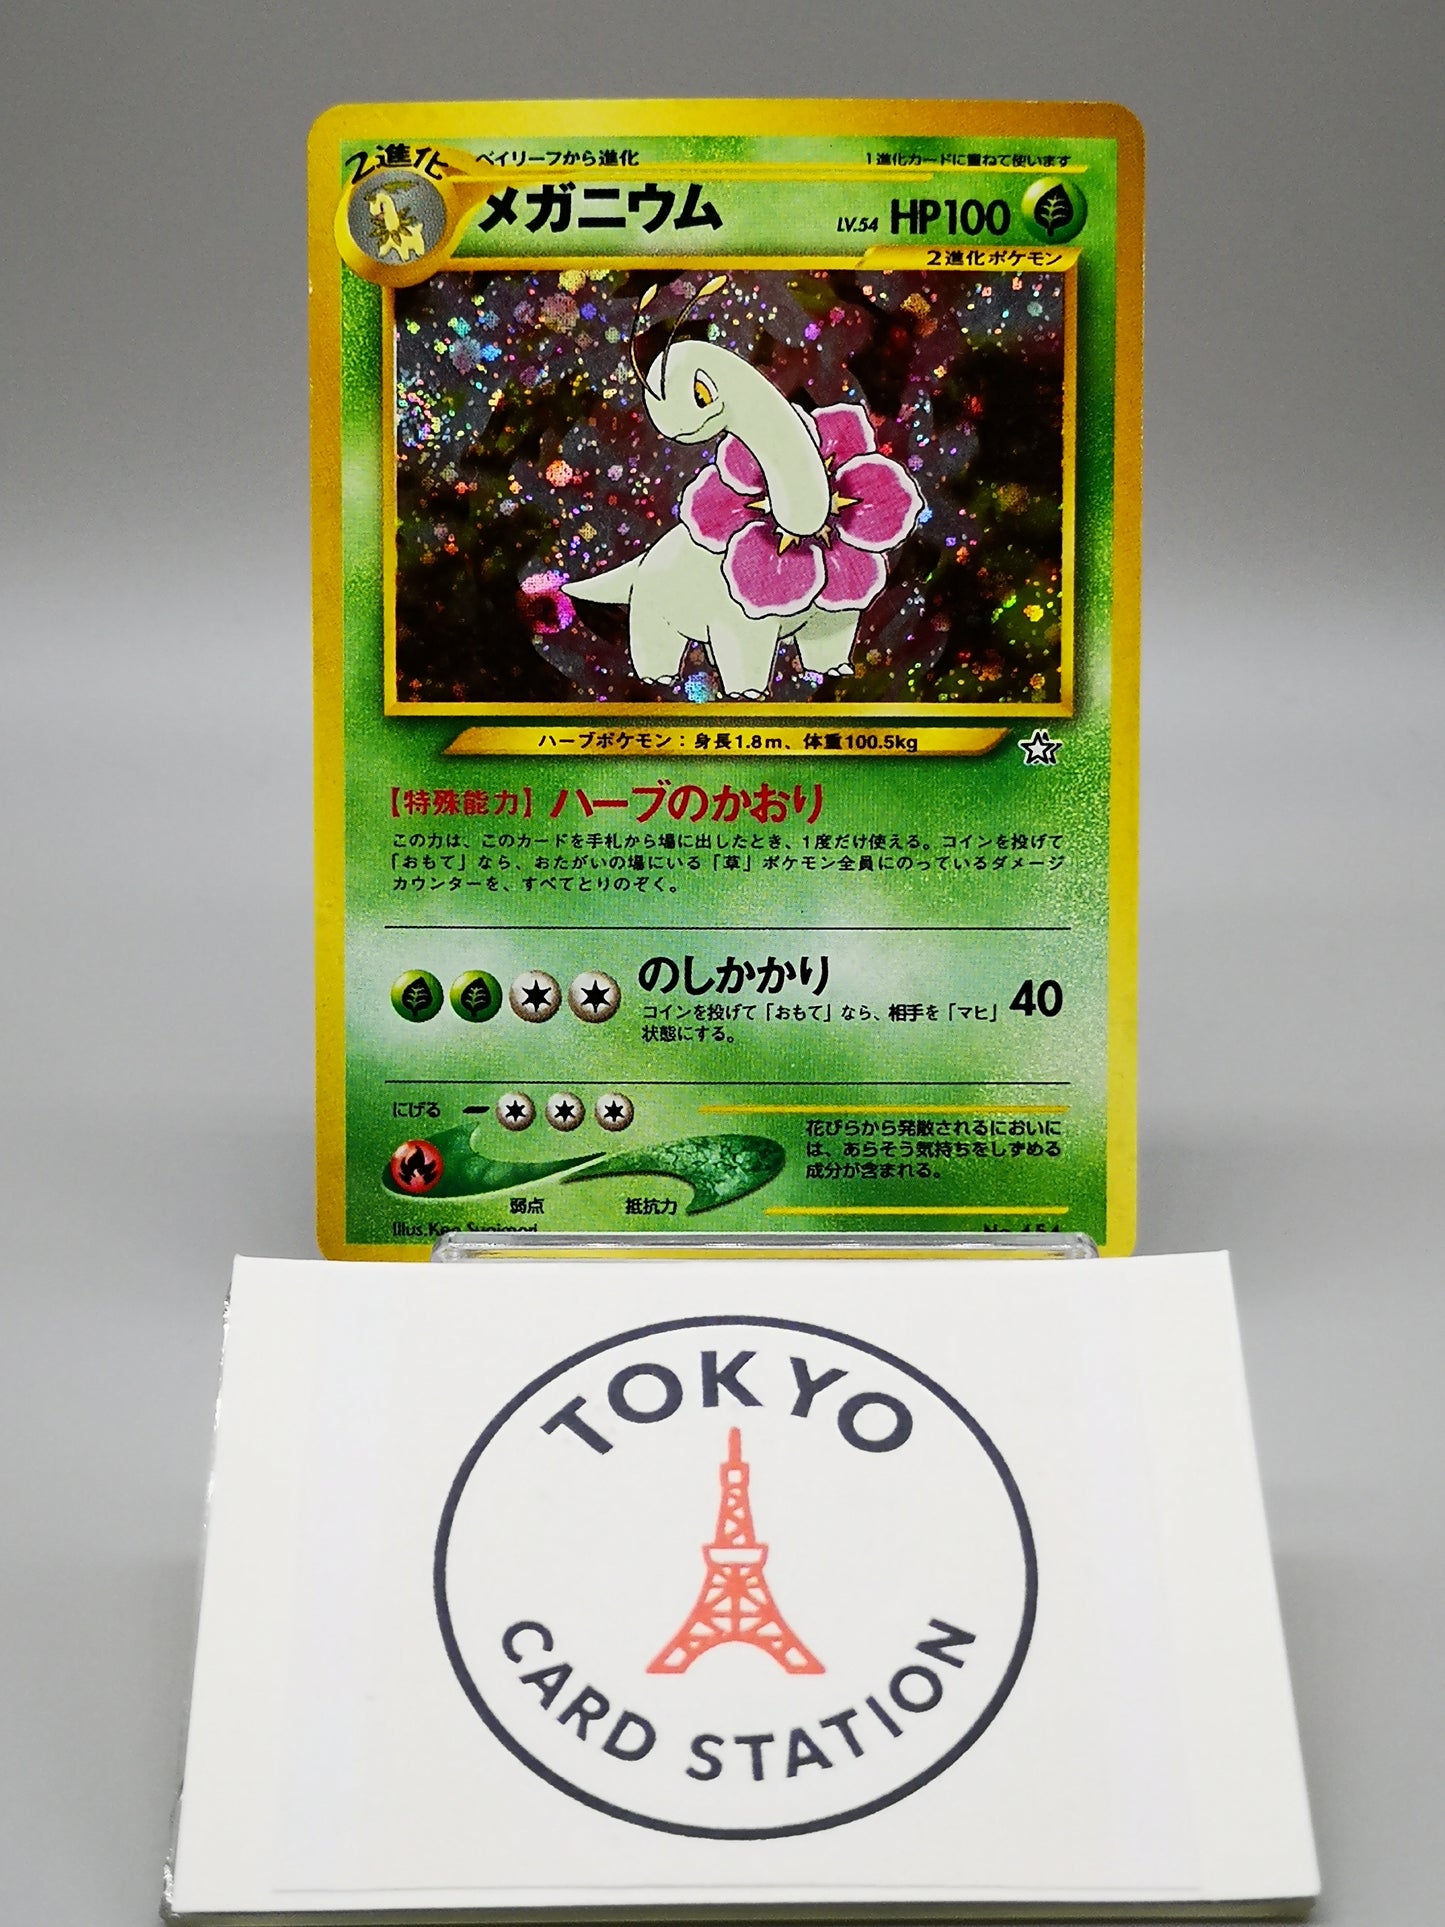 2進化
ベイリーフから進化
1進化カードに重ねて使います
メガニウム
LV.54 HP100
2進化ポケモン
ハーブポケモン：身長1.8m、体重100.5kg
【特殊能力】ハーブのかおり
この力は、このカードを手札から場に出したとき、1度だけ使える。コインを投げて
「おもて」なら、おたがいの場にいる「草」ポケモン全員にのっているダメージ
カウンターを、すべてとりのぞく。
のしかかり
40
コインを投げて「おもて」なら、相手を「マヒ」
状態にする。
にげる
花びらから発散されるにおいに
は、あらそう気持ちをしずめる
成分が含まれる。
弱点
抵抗力
Illus.Ken Sugimori
No.154
TOKYO
CARD STATION